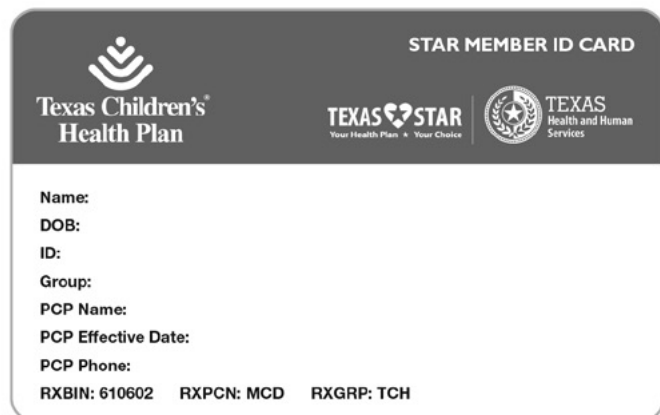 STAR MEMBER ID CARD
Texas Children's®
Health Plan
TEXAS STAR
Your Health Plan ★ Your Choice
TEXAS
Health and Human
Services
Name:
DOB:
ID:
Group:
PCP Name:
PCP Effective Date:
PCP Phone:
RXBIN: 610602 RXPCN: MCD RXGRP: TCH